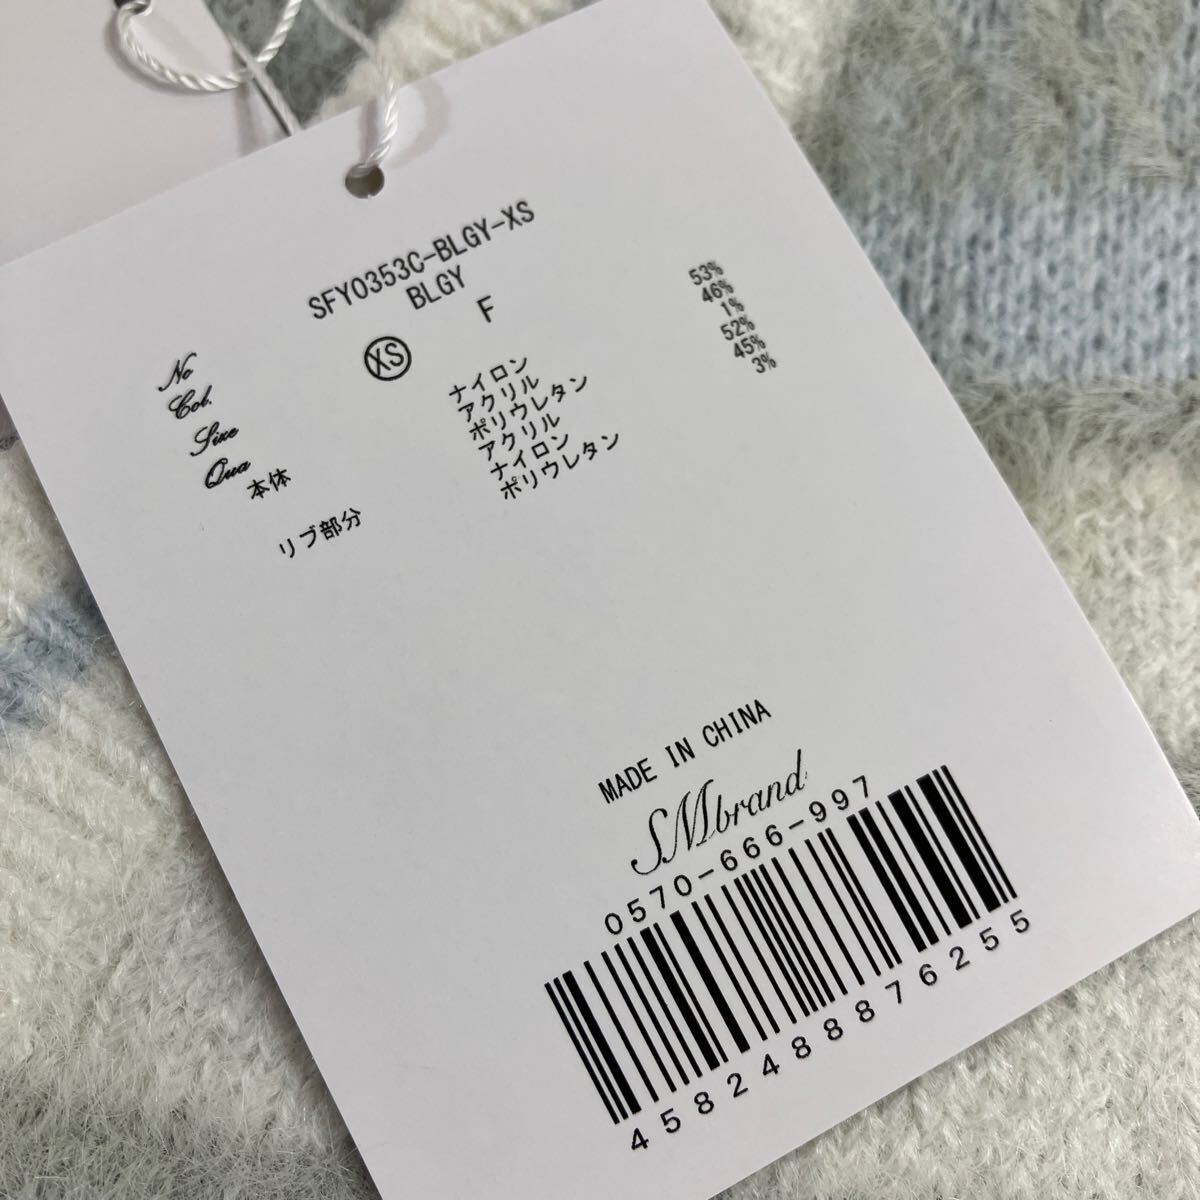 No SFY0353C-BLGY-XS
Col. BLGY
Size XS F
Qua
本体 ナイロン 53%
アクリル 46%
ポリウレタン 1%
リブ部分 アクリル 52%
ナイロン 45%
ポリウレタン 3%
MADE IN CHINA
SMbrand
0570-666-997
4582488876255